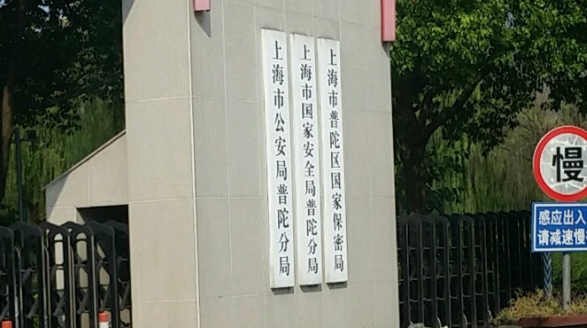 上海市公安局普陀分局
上海市国家安全局普陀分局
上海市普陀区国家保密局
慢
感应出入
请减速慢